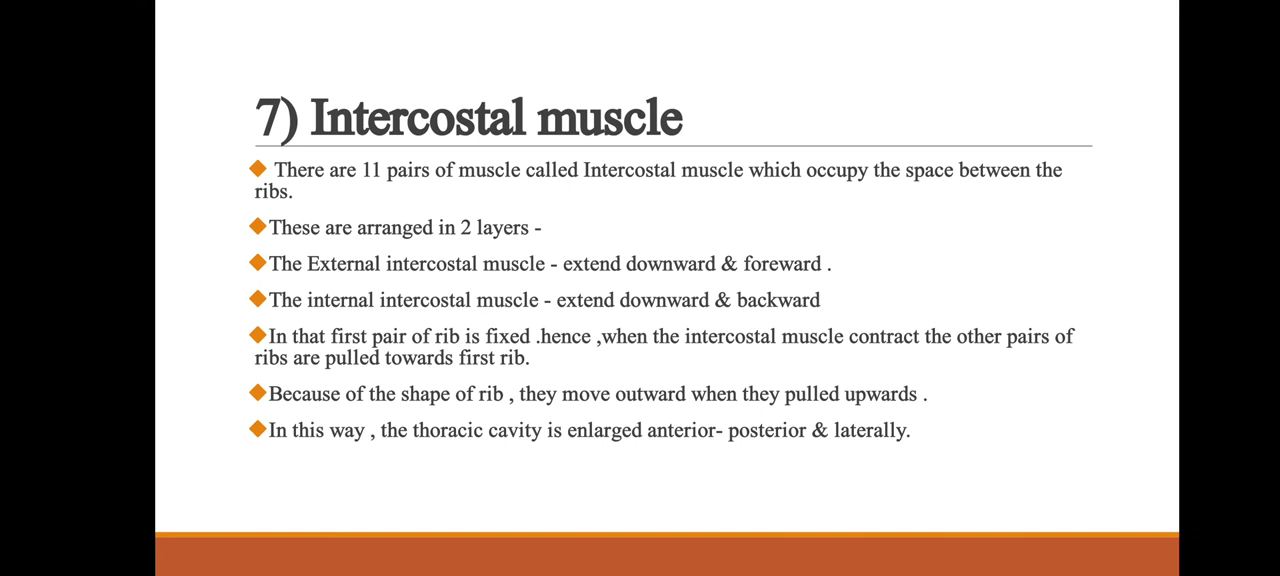 7) Intercostal muscle
There are 11 pairs of muscle called Intercostal muscle which occupy the space between the
ribs.
These are arranged in 2 layers -
The External intercostal muscle - extend downward & foreward .
The internal intercostal muscle - extend downward & backward
In that first pair of rib is fixed .hence ,when the intercostal muscle contract the other pairs of
ribs are pulled towards first rib.
Because of the shape of rib , they move outward when they pulled upwards .
In this way , the thoracic cavity is enlarged anterior- posterior & laterally.